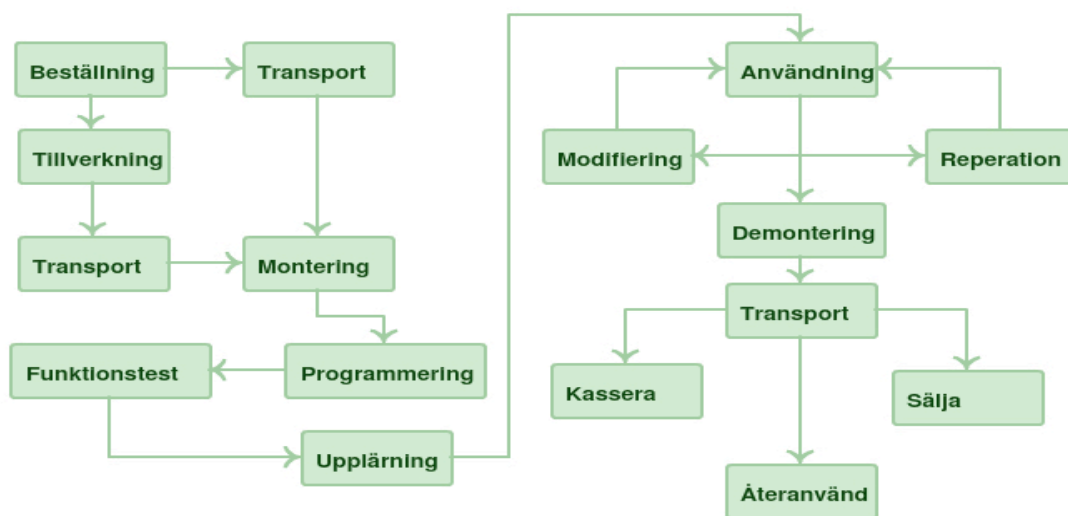 Beställning
Transport
Tillverkning
Transport
Montering
Funktionstest
Programmering
Upplärning
Användning
Modifiering
Reperation
Demontering
Transport
Kassera
Sälja
Återanvänd